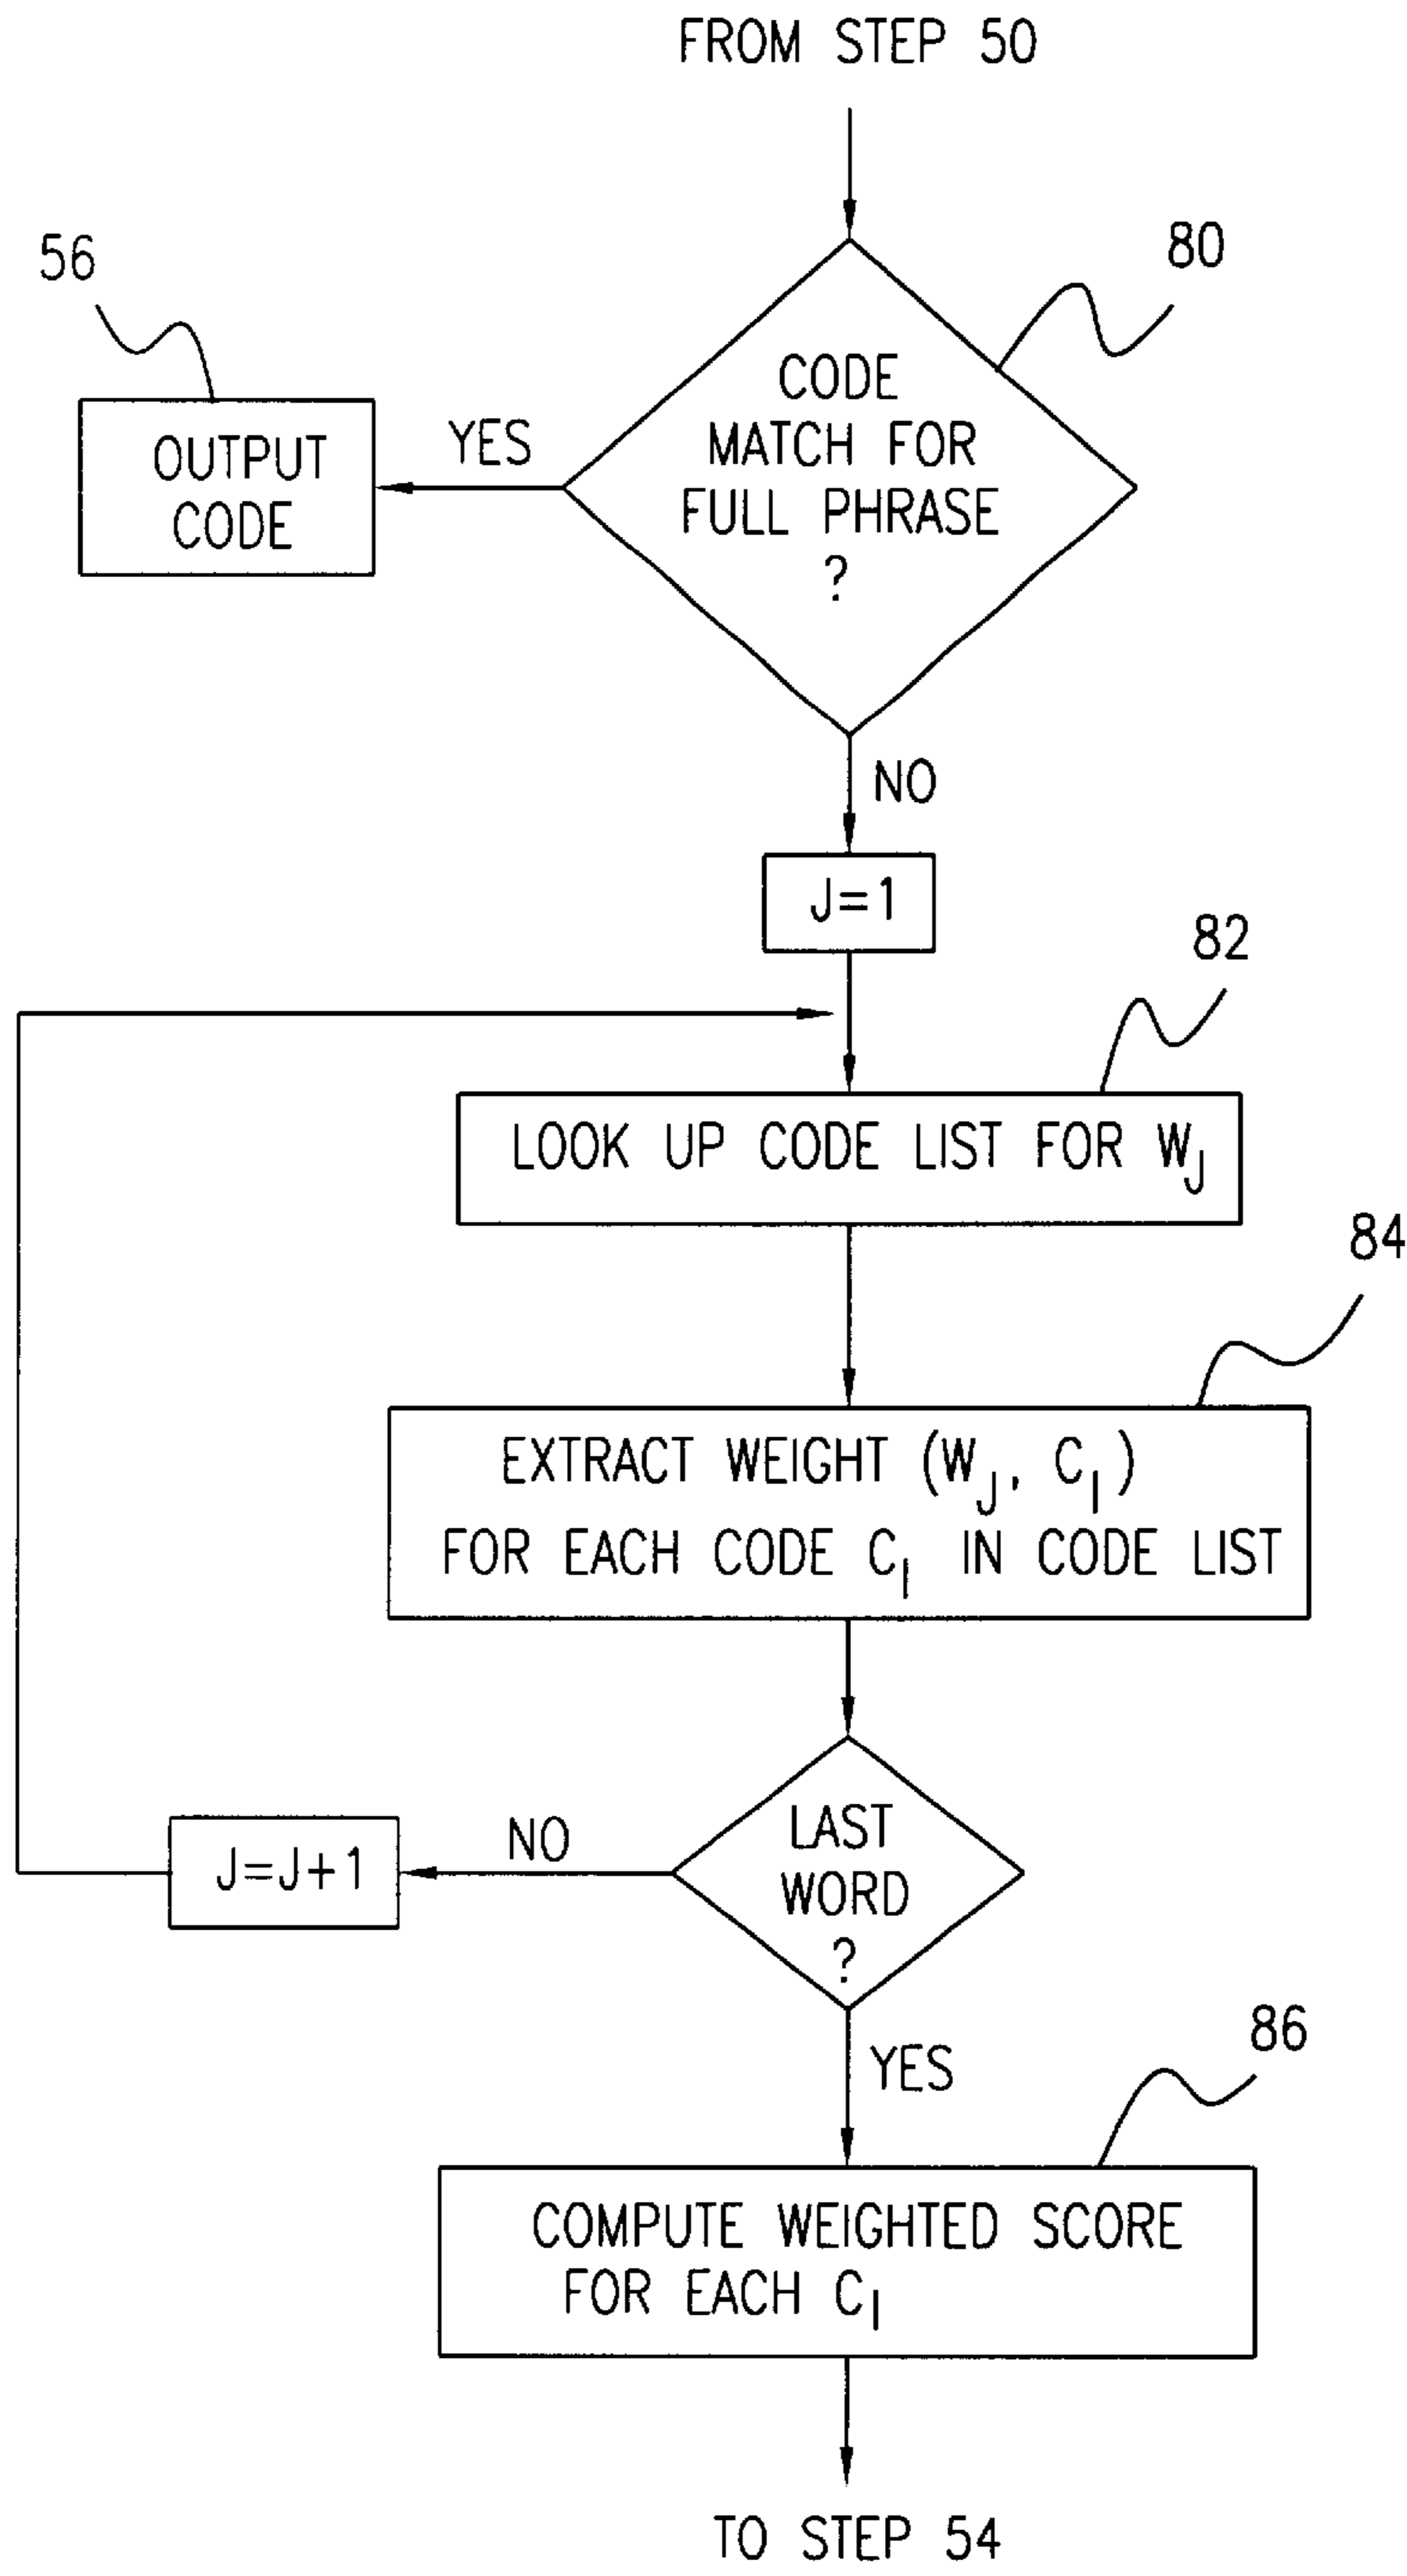 FROM STEP 50
80
56
CODE
MATCH FOR
FULL PHRASE
?
YES
OUTPUT
CODE
NO
J=1
82
LOOK UP CODE LIST FOR W_J
84
EXTRACT WEIGHT (W_J, C_I)
FOR EACH CODE C_I IN CODE LIST
LAST
WORD
?
NO
J=J+1
YES
86
COMPUTE WEIGHTED SCORE
FOR EACH C_I
TO STEP 54